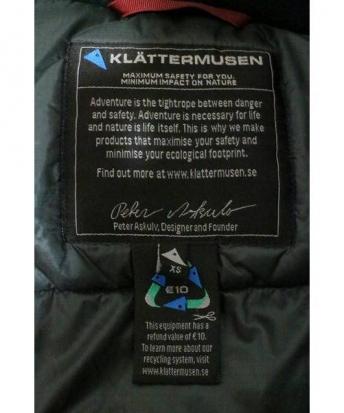 KLÄTTERMUSEN
MAXIMUM SAFETY FOR YOU.
MINIMUM IMPACT ON NATURE
Adventure is the tightrope between danger
and safety. Adventure is necessary for life
and nature is life itself. This is why we make
products that maximise your safety and
minimise your ecological footprint.
Find out more at www.klattermusen.se
Peter Askulv
Peter Askulv, Designer and Founder
XS
€10
This equipment has a
refund value of €10.
To learn more about our
recycling system, visit
www.klattermusen.se